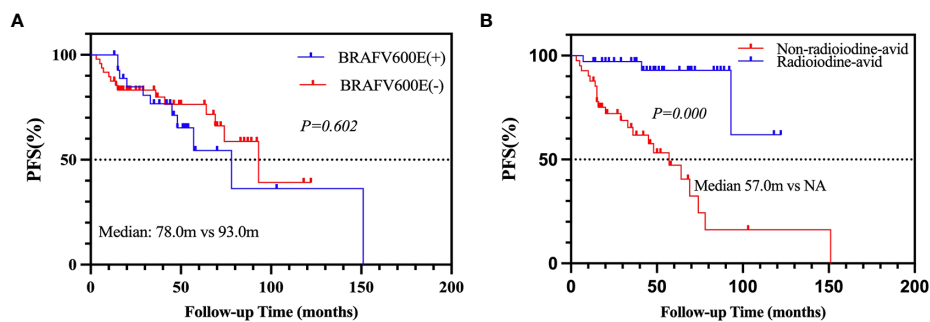 A
BRAFV600E(+)
BRAFV600E(-)
P=0.602
Median: 78.0m vs 93.0m
PFS(%)
100
50
0
0 50 100 150 200
Follow-up Time (months)
B
Non-radioiodine-avid
Radioiodine-avid
P=0.000
Median 57.0m vs NA
PFS(%)
100
50
0
0 50 100 150 200
Follow-up Time (months)